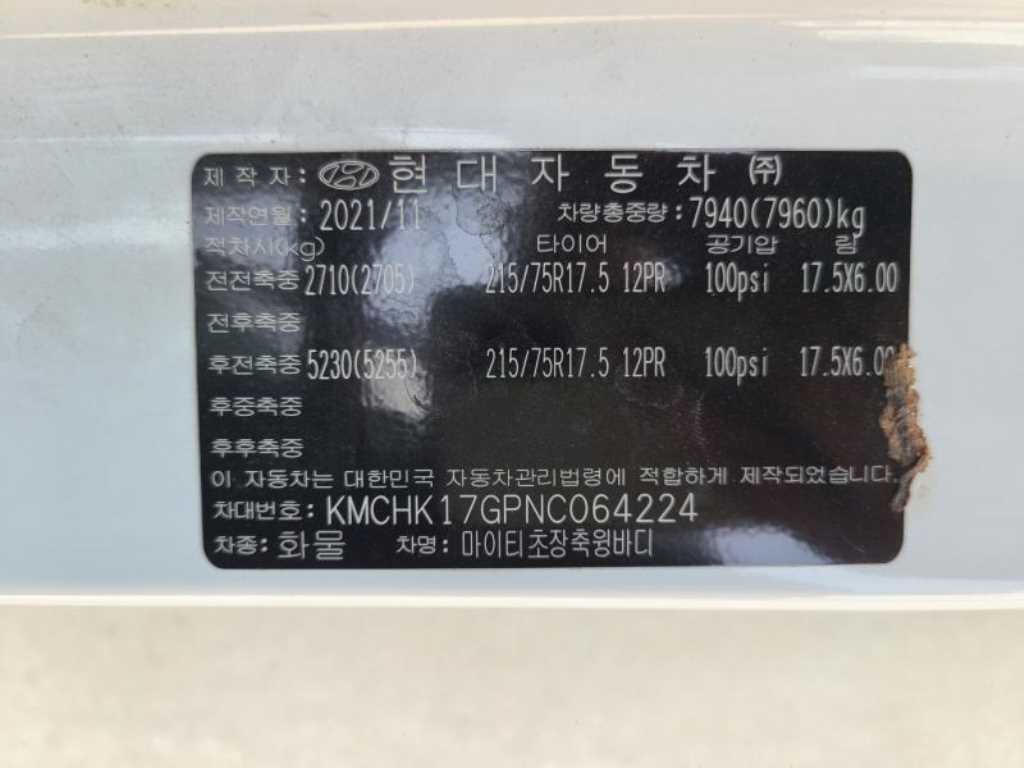 제 작 자 : 현 대 자 동 차 ㈜
제작연월 : 2021/11 차량총중량 : 7940(7960)kg
적차시(kg) 타이어 공기압 림
전전축중 2710(2705) 215/75R17.5 12PR 100psi 17.5X6.00
전후축중
후전축중 5230(5255) 215/75R17.5 12PR 100psi 17.5X6.00
후중축중
후후축중
이 자동차는 대한민국 자동차관리법령에 적합하게 제작되었습니다.
차대번호 : KMCHK17GPNC064224
차종 : 화물 차명 : 마이티초장축윙바디